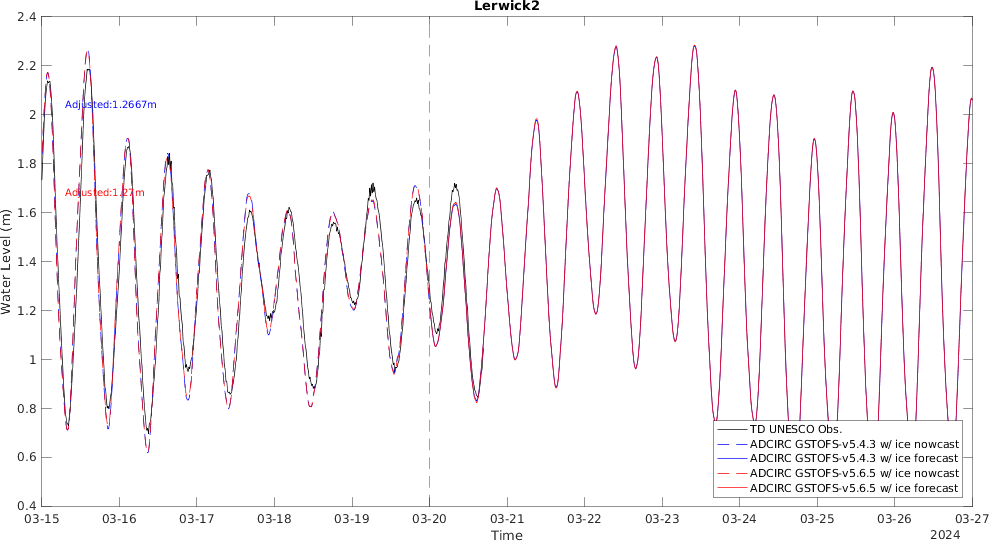 Lerwick2
2.4
2.2
2
1.8
1.6
1.4
1.2
1
0.8
0.6
0.4
Water Level (m)
Adjusted:1.2667m
Adjusted:1.27m
TD UNESCO Obs.
ADCIRC GSTOFS-v5.4.3 w/ ice nowcast
ADCIRC GSTOFS-v5.4.3 w/ ice forecast
ADCIRC GSTOFS-v5.6.5 w/ ice nowcast
ADCIRC GSTOFS-v5.6.5 w/ ice forecast
03-15 03-16 03-17 03-18 03-19 03-20 03-21 03-22 03-23 03-24 03-25 03-26 03-27
Time
2024